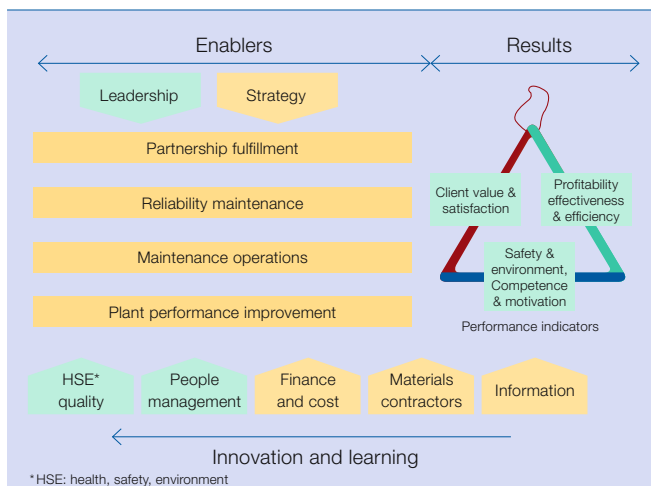 Enablers
Results
Leadership
Strategy
Partnership fulfillment
Reliability maintenance
Maintenance operations
Plant performance improvement
Client value &
satisfaction
Profitability
effectiveness
& efficiency
Safety &
environment,
Competence
& motivation
Performance indicators
HSE*
quality
People
management
Finance
and cost
Materials
contractors
Information
Innovation and learning
*HSE: health, safety, environment